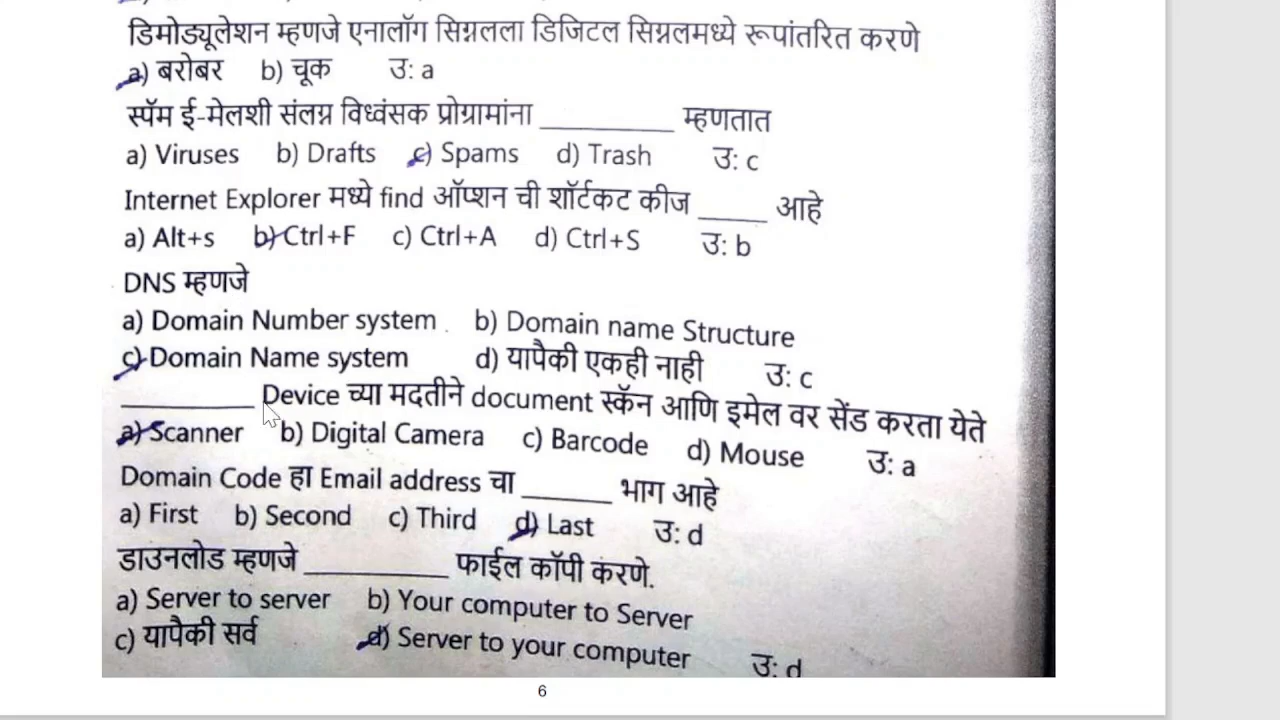 डिमोड्यूलेशन म्हणजे एनालॉग सिग्नलला डिजिटल सिग्नलमध्ये रूपांतरित करणे
a) बरोबर b) चूक उ: a
स्पॅम ई-मेलशी संलग्न विध्वंसक प्रोग्रामांना __________ म्हणतात
a) Viruses b) Drafts c) Spams d) Trash उ: c
Internet Explorer मध्ये find ऑप्शन ची शॉर्टकट कीज _____ आहे
a) Alt+s b) Ctrl+F c) Ctrl+A d) Ctrl+S उ: b
DNS म्हणजे
a) Domain Number system b) Domain name Structure
c) Domain Name system d) यापैकी एकही नाही उ: c
__________ Device च्या मदतीने document स्कॅन आणि इमेल वर सेंड करता येते
a) Scanner b) Digital Camera c) Barcode d) Mouse उ: a
Domain Code हा Email address चा _______ भाग आहे
a) First b) Second c) Third d) Last उ: d
डाउनलोड म्हणजे ___________ फाईल कॉपी करणे.
a) Server to server b) Your computer to Server
c) यापैकी सर्व d) Server to your computer उ: d
6